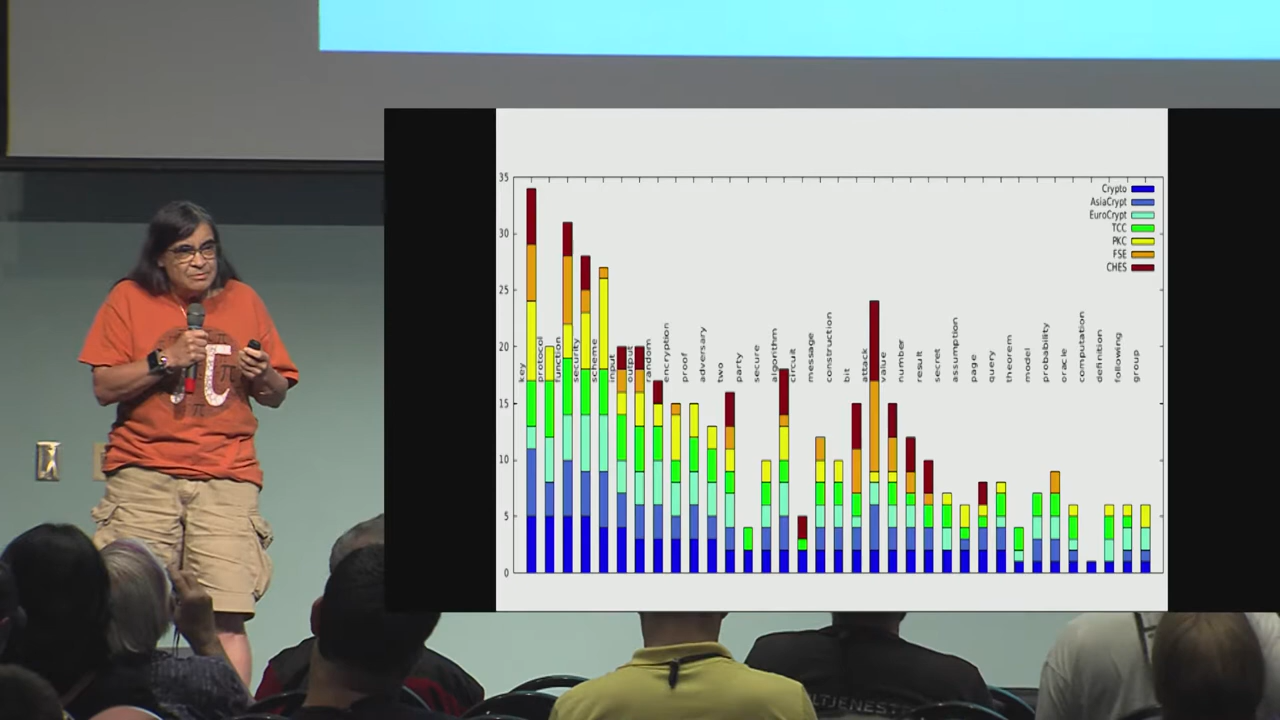 35
30
25
20
15
10
5
0
Crypto
AsiaCrypt
EuroCrypt
TCC
PKC
FSE
CHES
key
protocol
function
security
scheme
input
output
random
encryption
proof
adversary
two
party
secure
algorithm
circuit
message
construction
bit
attack
value
number
result
secret
assumption
page
query
theorem
model
probability
oracle
computation
definition
following
group
π
LTJENEST